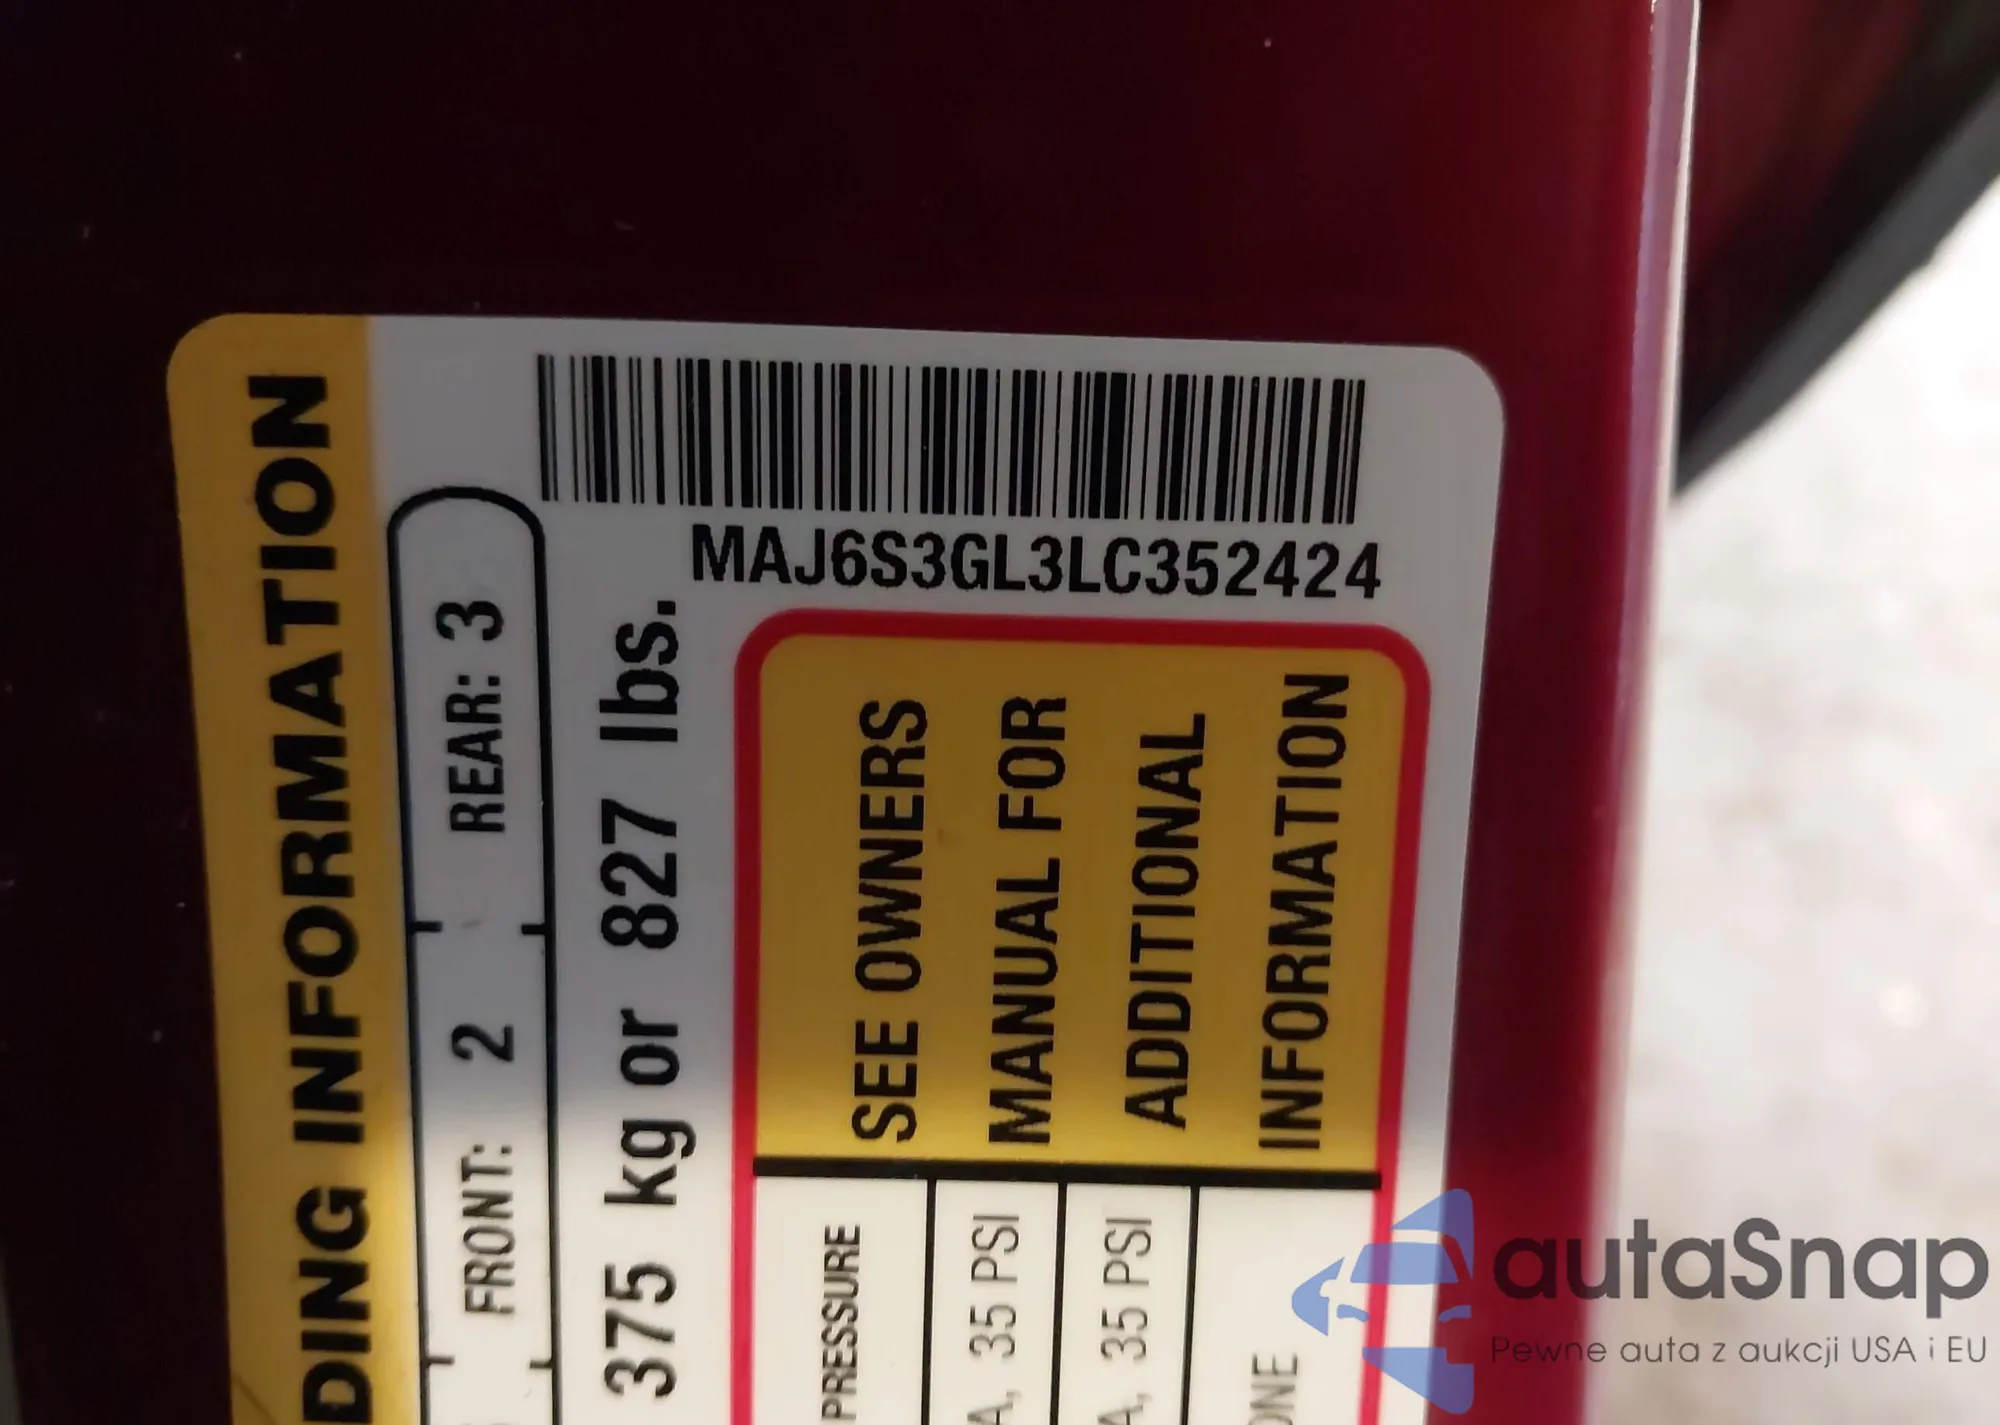 DING INFORMATION
FRONT: 2 REAR: 3
375 kg or 827 lbs.
MAJ6S3GL3LC352424
PRESSURE
35 PSI
35 PSI
SEE OWNERS
MANUAL FOR
ADDITIONAL
INFORMATION
autaSnap
Pewne auta z aukcji USA i EU